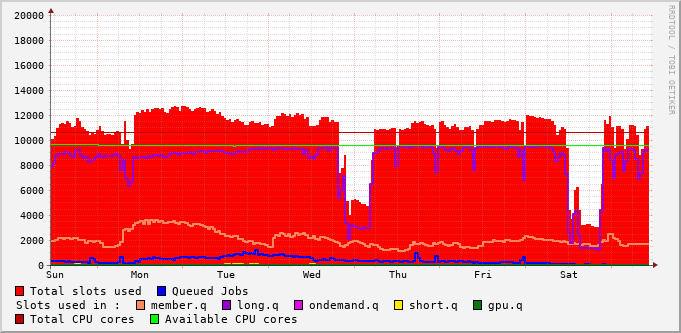 RRDTOOL / TOBI OETIKER
20000
18000
16000
14000
12000
10000
8000
6000
4000
2000
0
Sun Mon Tue Wed Thu Fri Sat
Total slots used Queued Jobs
Slots used in : member.q long.q ondemand.q short.q gpu.q
Total CPU cores Available CPU cores